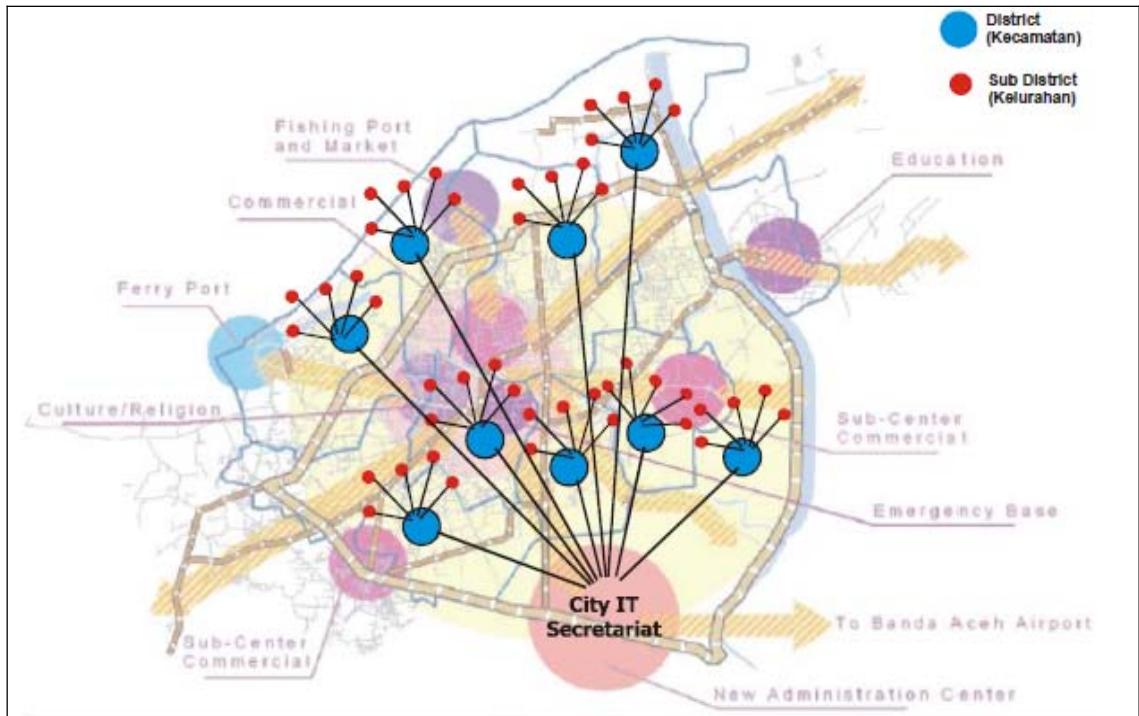 District
(Kecamatan)
Sub District
(Kelurahan)
Fishing Port
and Market
Education
Commercial
Ferry Port
Culture/Religion
Sub-Center
Commercial
Emergency Base
City IT
Secretariat
To Banda Aceh Airport
Sub-Center
Commercial
New Administration Center